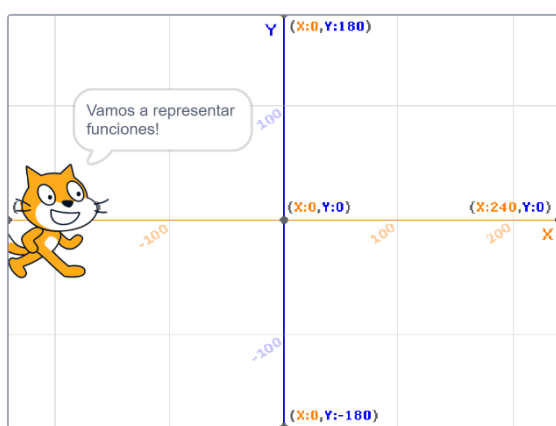 Y
(X:0,Y:180)
Vamos a representar
funciones!
100
(
(X:0,Y:0)
(X:240,Y:0)
-100
100
200
X
-100
(X:0,Y:-180)